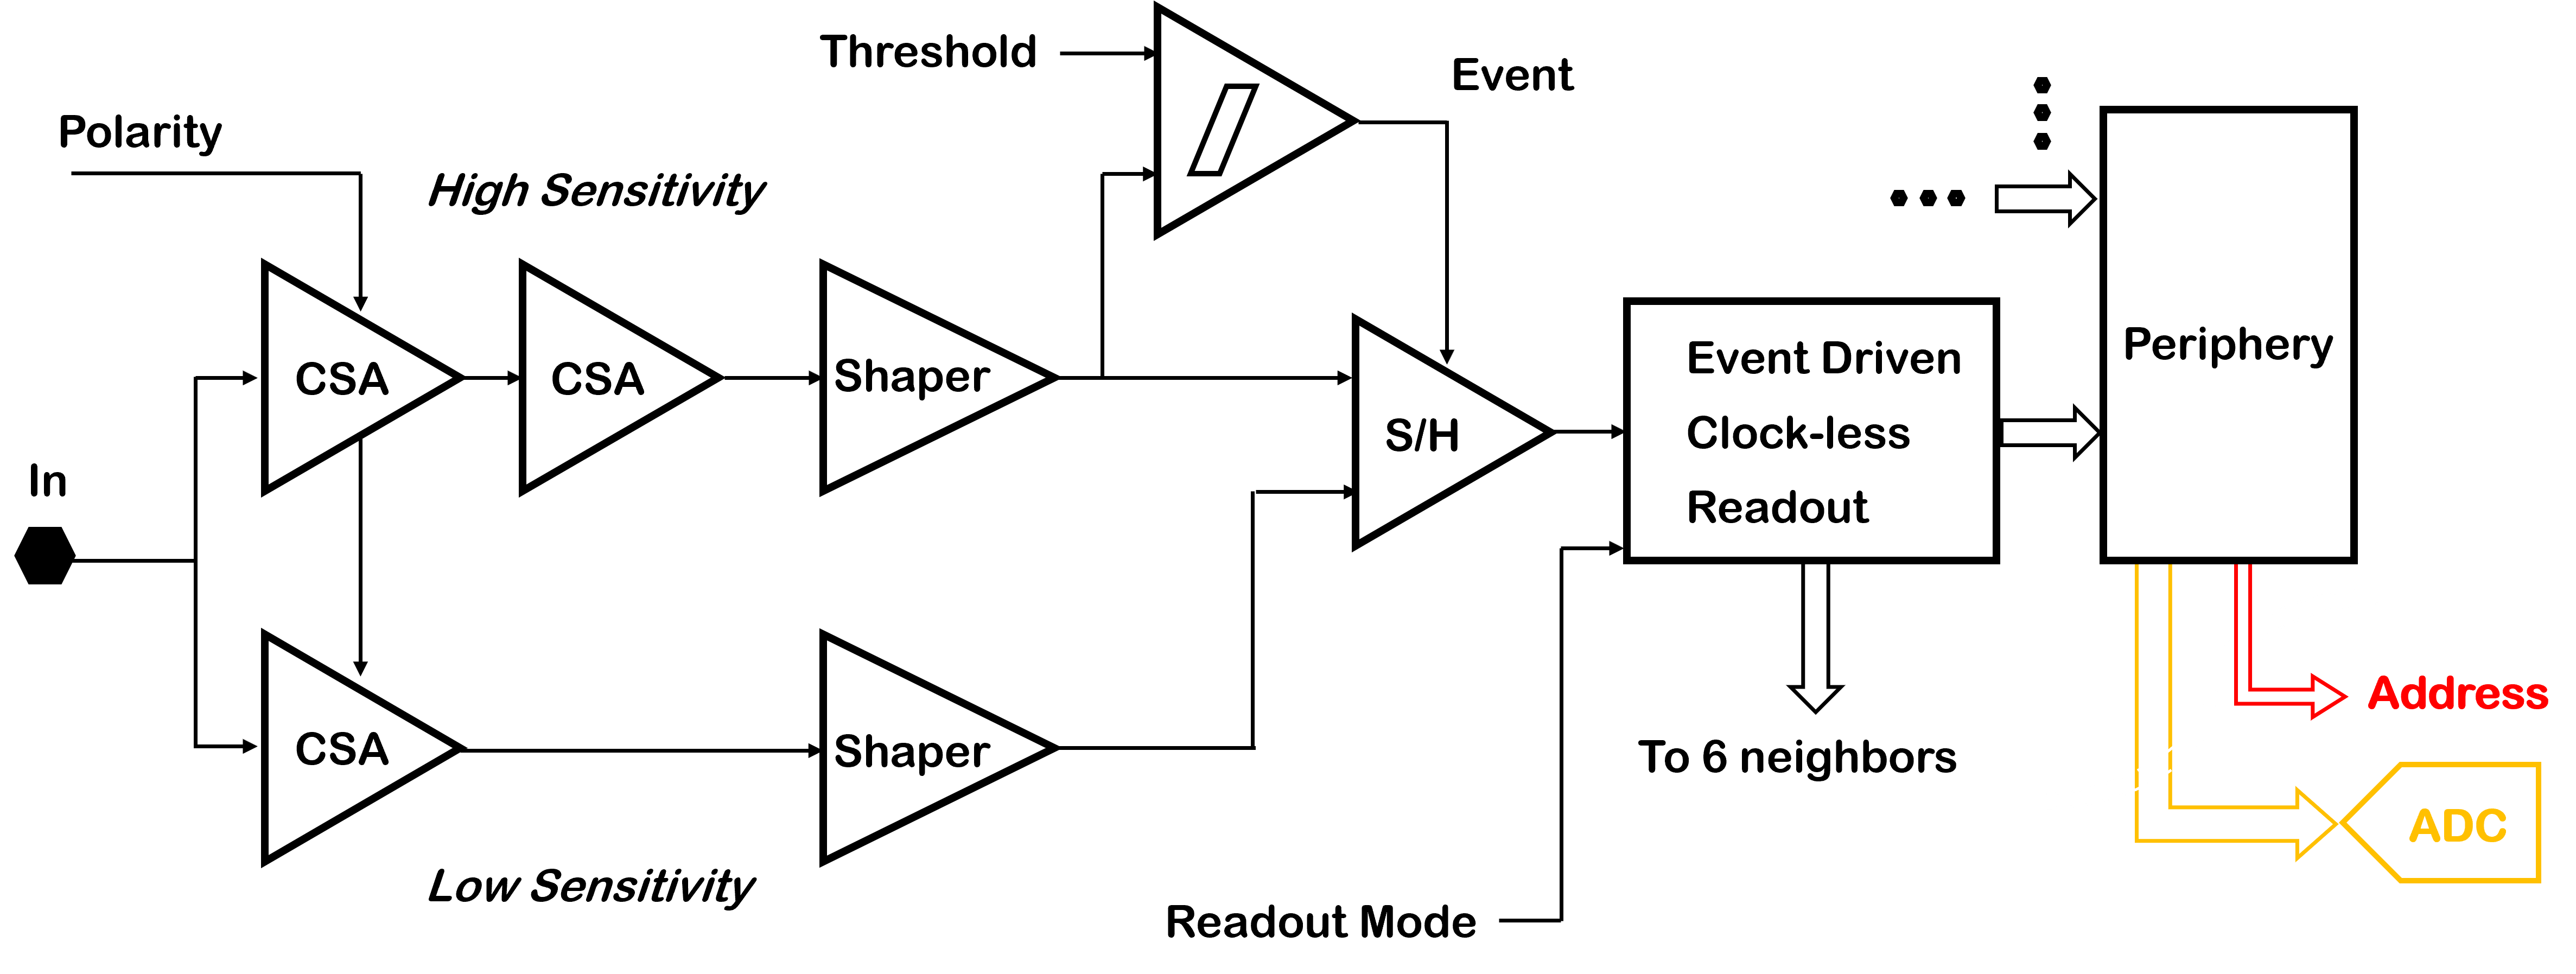 Threshold
Event
Polarity
High Sensitivity
CSA
CSA
Shaper
S/H
Event Driven
Clock-less
Readout
Periphery
In
CSA
Shaper
Low Sensitivity
To 6 neighbors
Readout Mode
Address
ADC